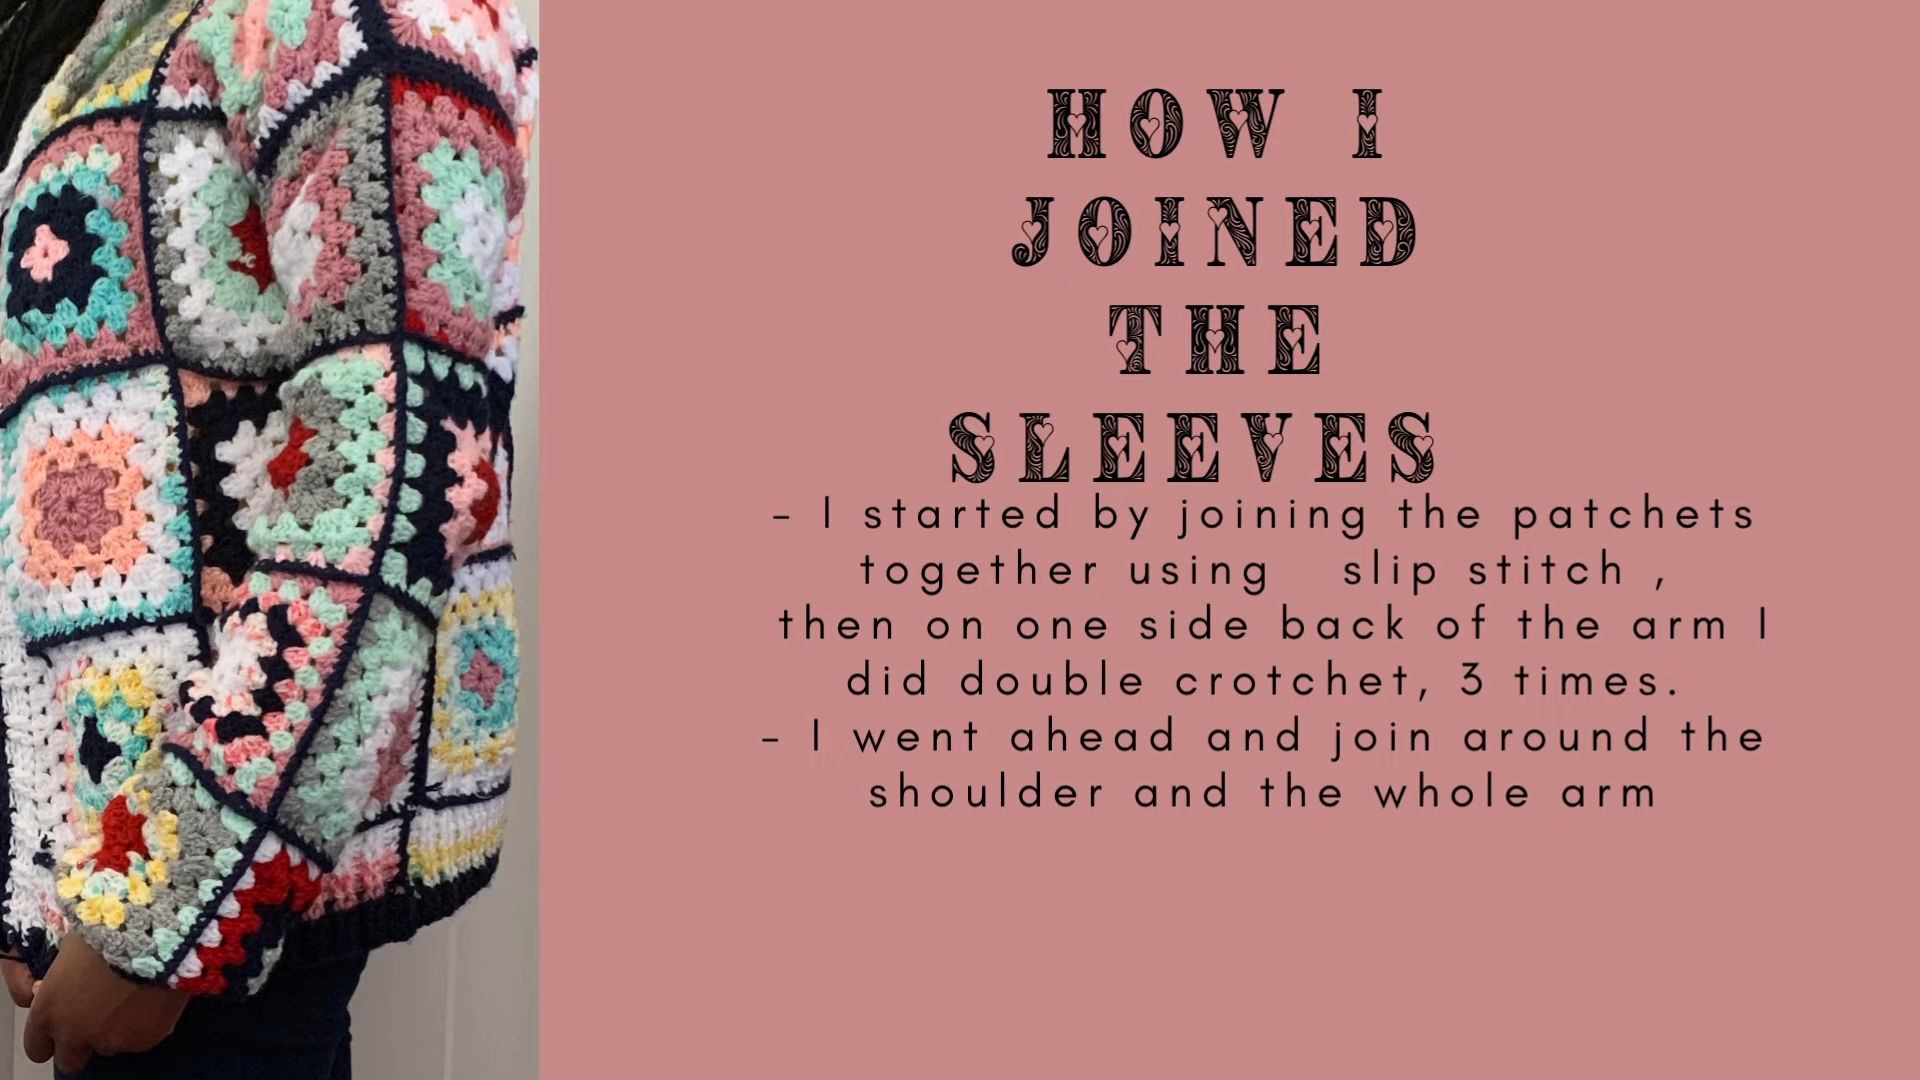 HOW I
JOINED
THE
SLEEVES
- I started by joining the patchets
together using slip stitch ,
then on one side back of the arm I
did double crotchet, 3 times.
- I went ahead and join around the
shoulder and the whole arm